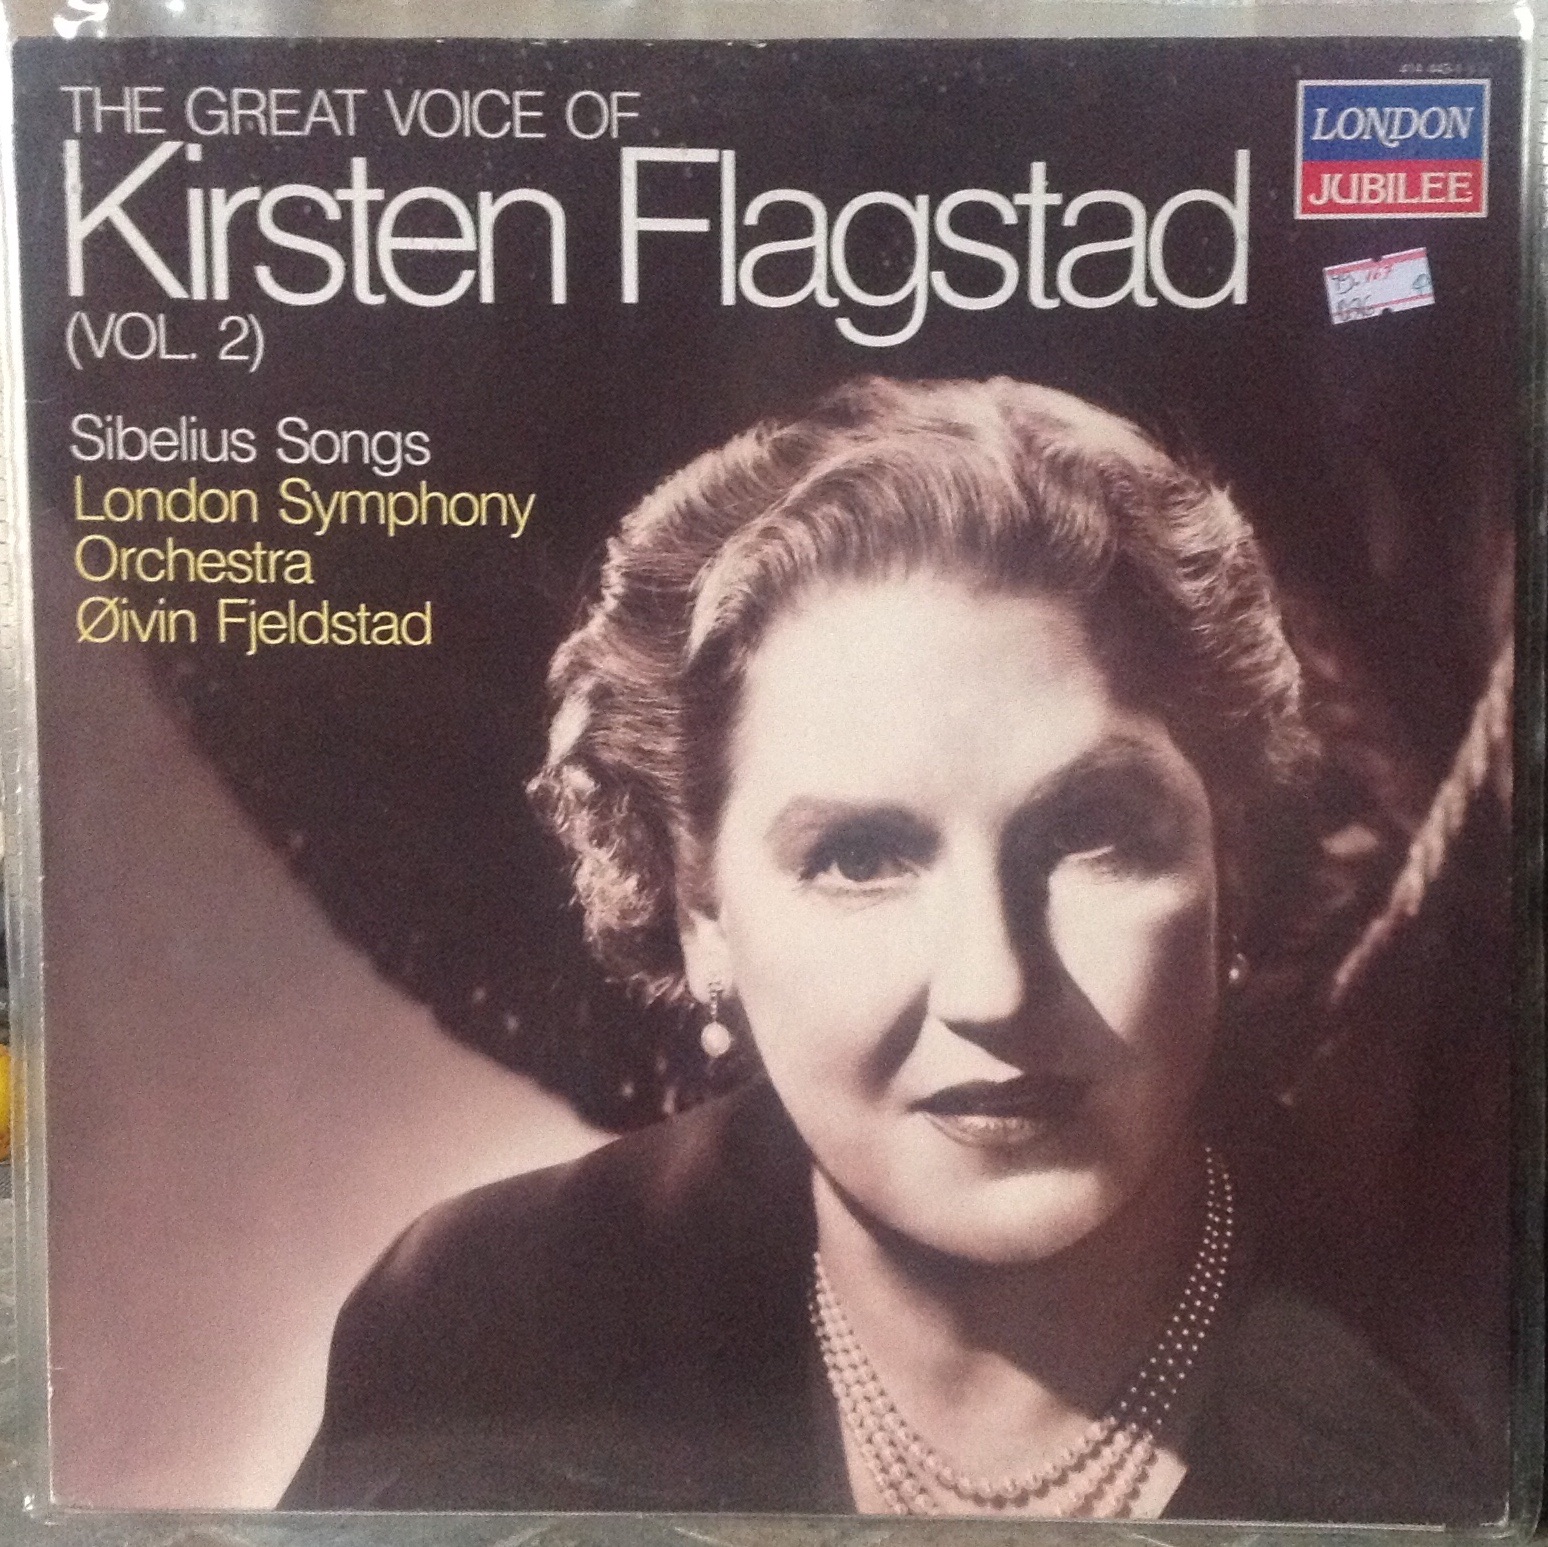 THE GREAT VOICE OF
Kirsten Flagstad
(VOL. 2)
LONDON
JUBILEE
Sibelius Songs
London Symphony
Orchestra
Øivin Fjeldstad